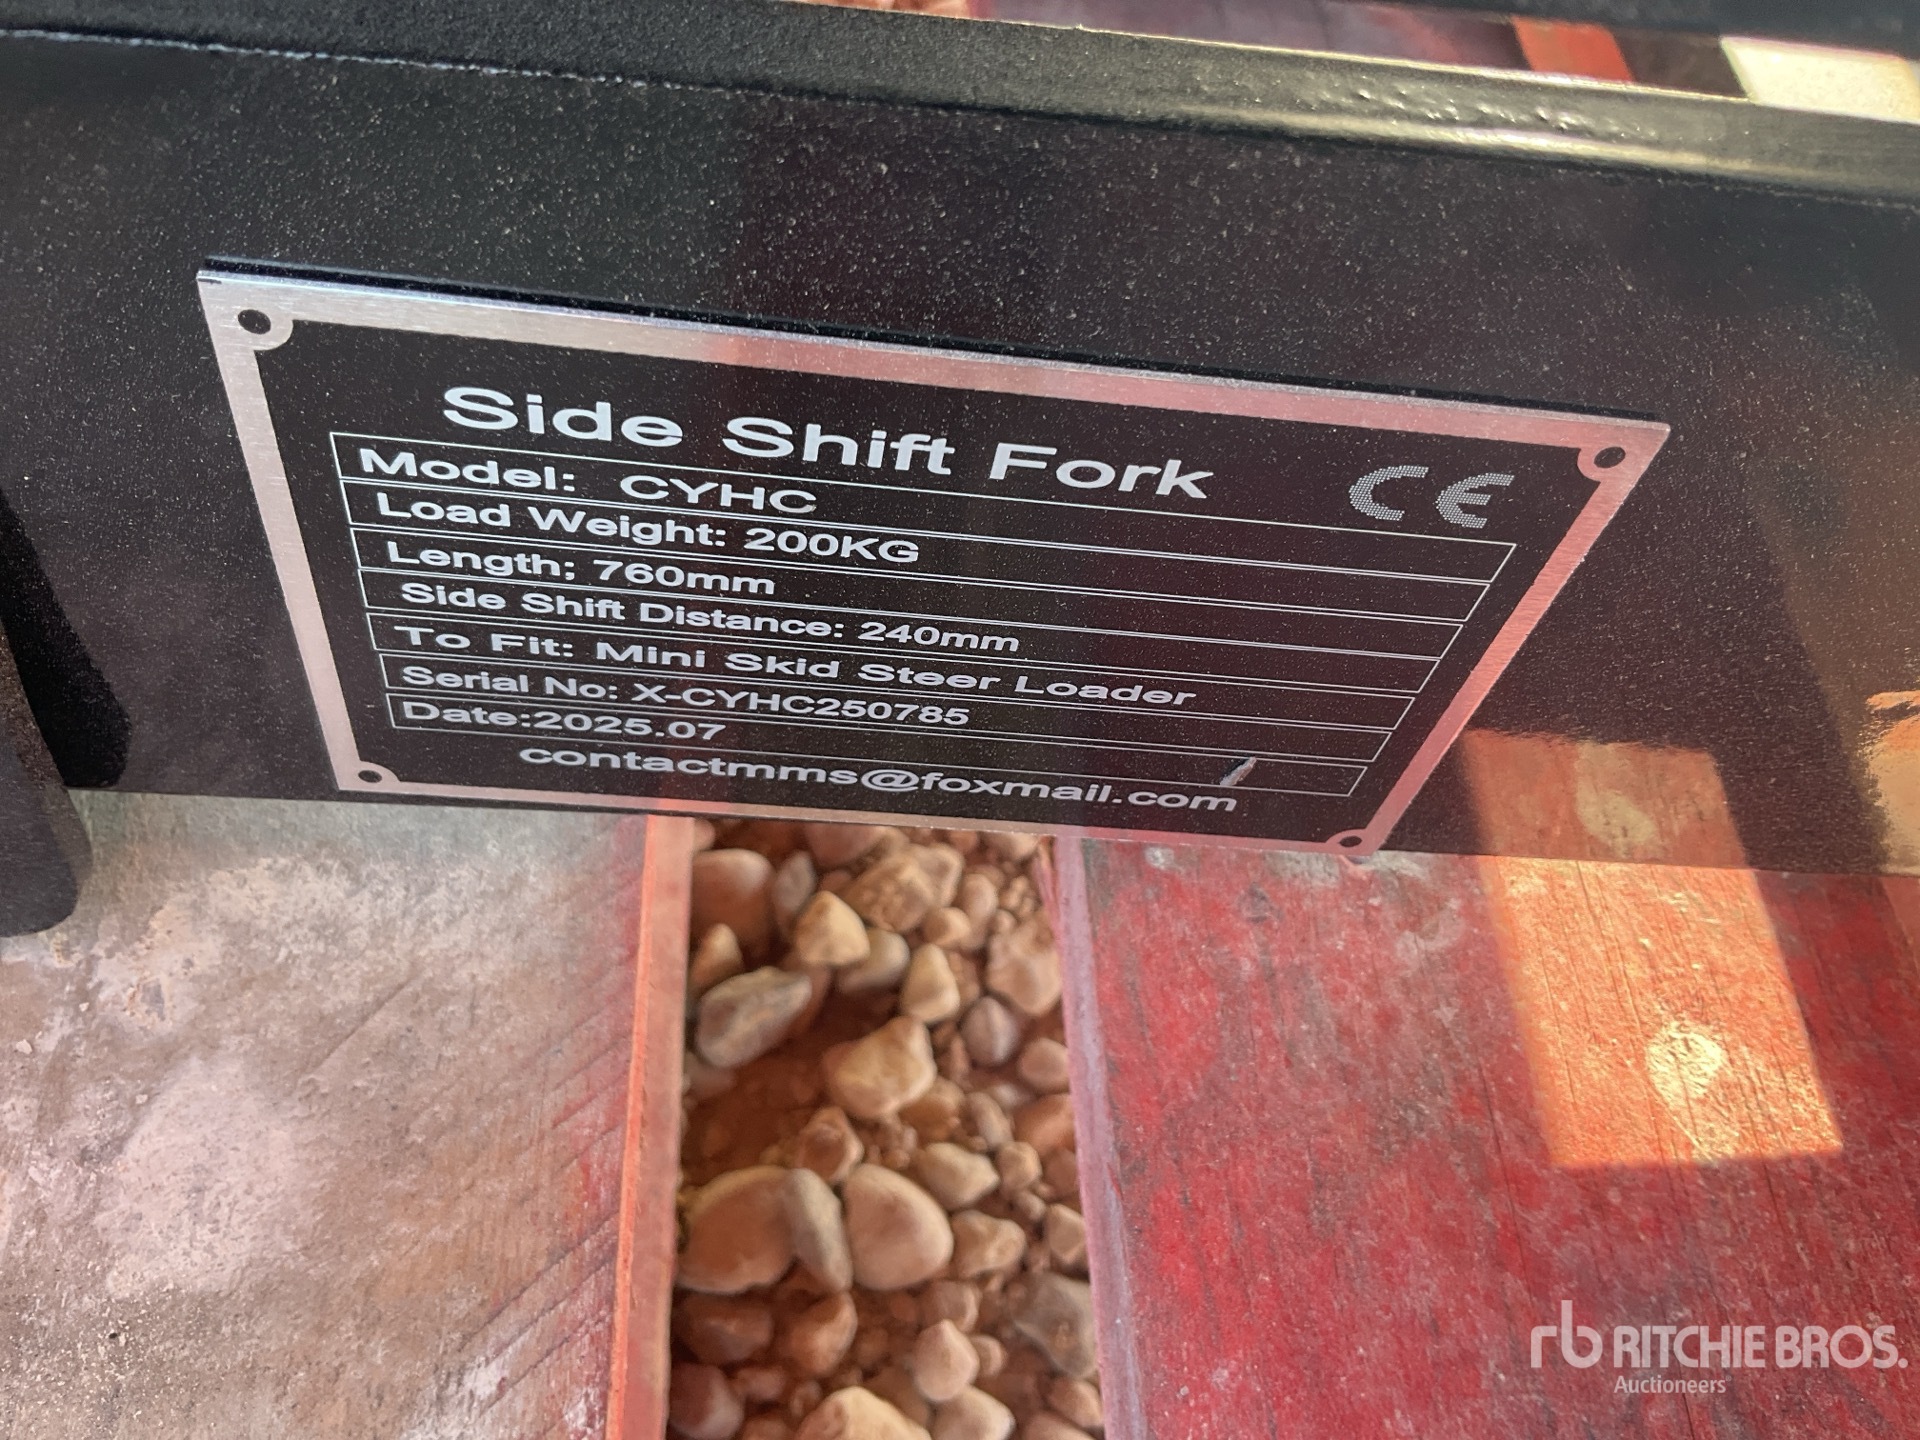 Side Shift Fork
CE
Model: CYHC
Load Weight: 200KG
Length; 760mm
Side Shift Distance: 240mm
To Fit: Mini Skid Steer Loader
Serial No: X-CYHC250785
Date:2025.07
contactmms@foxmail.com
rb RITCHIE BROS.
Auctioneers